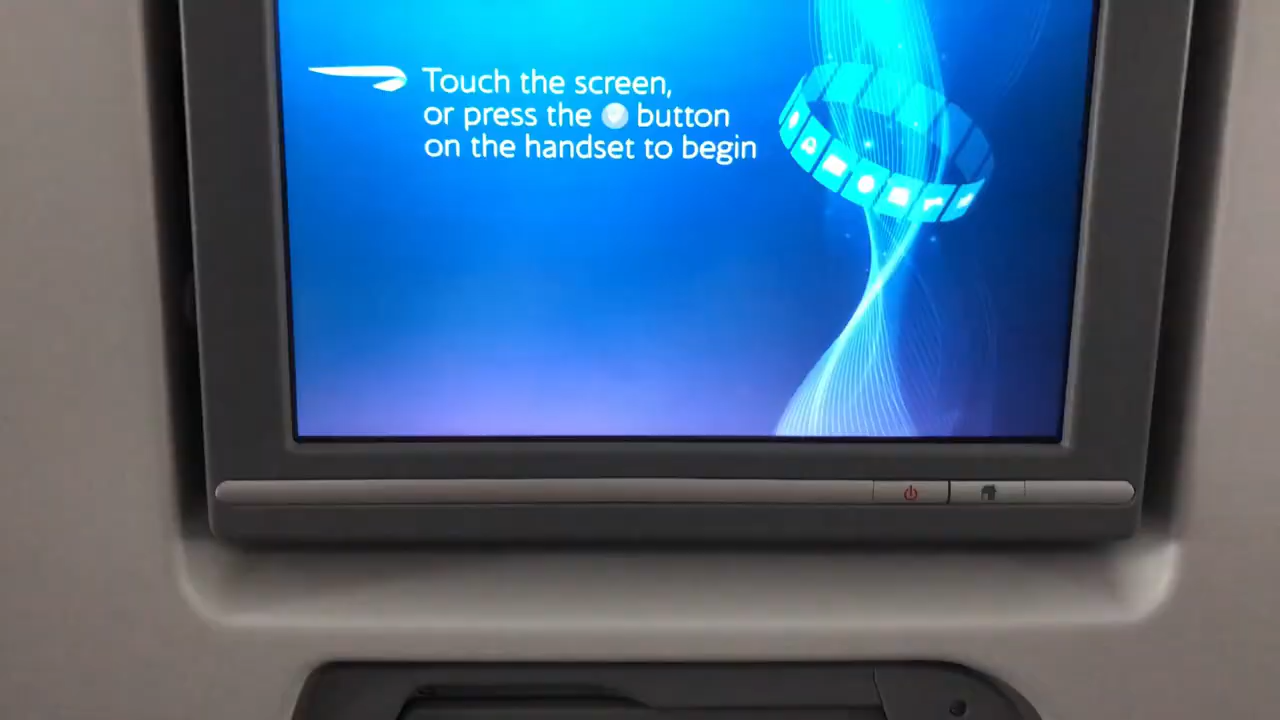 Touch the screen,
or press the button
on the handset to begin